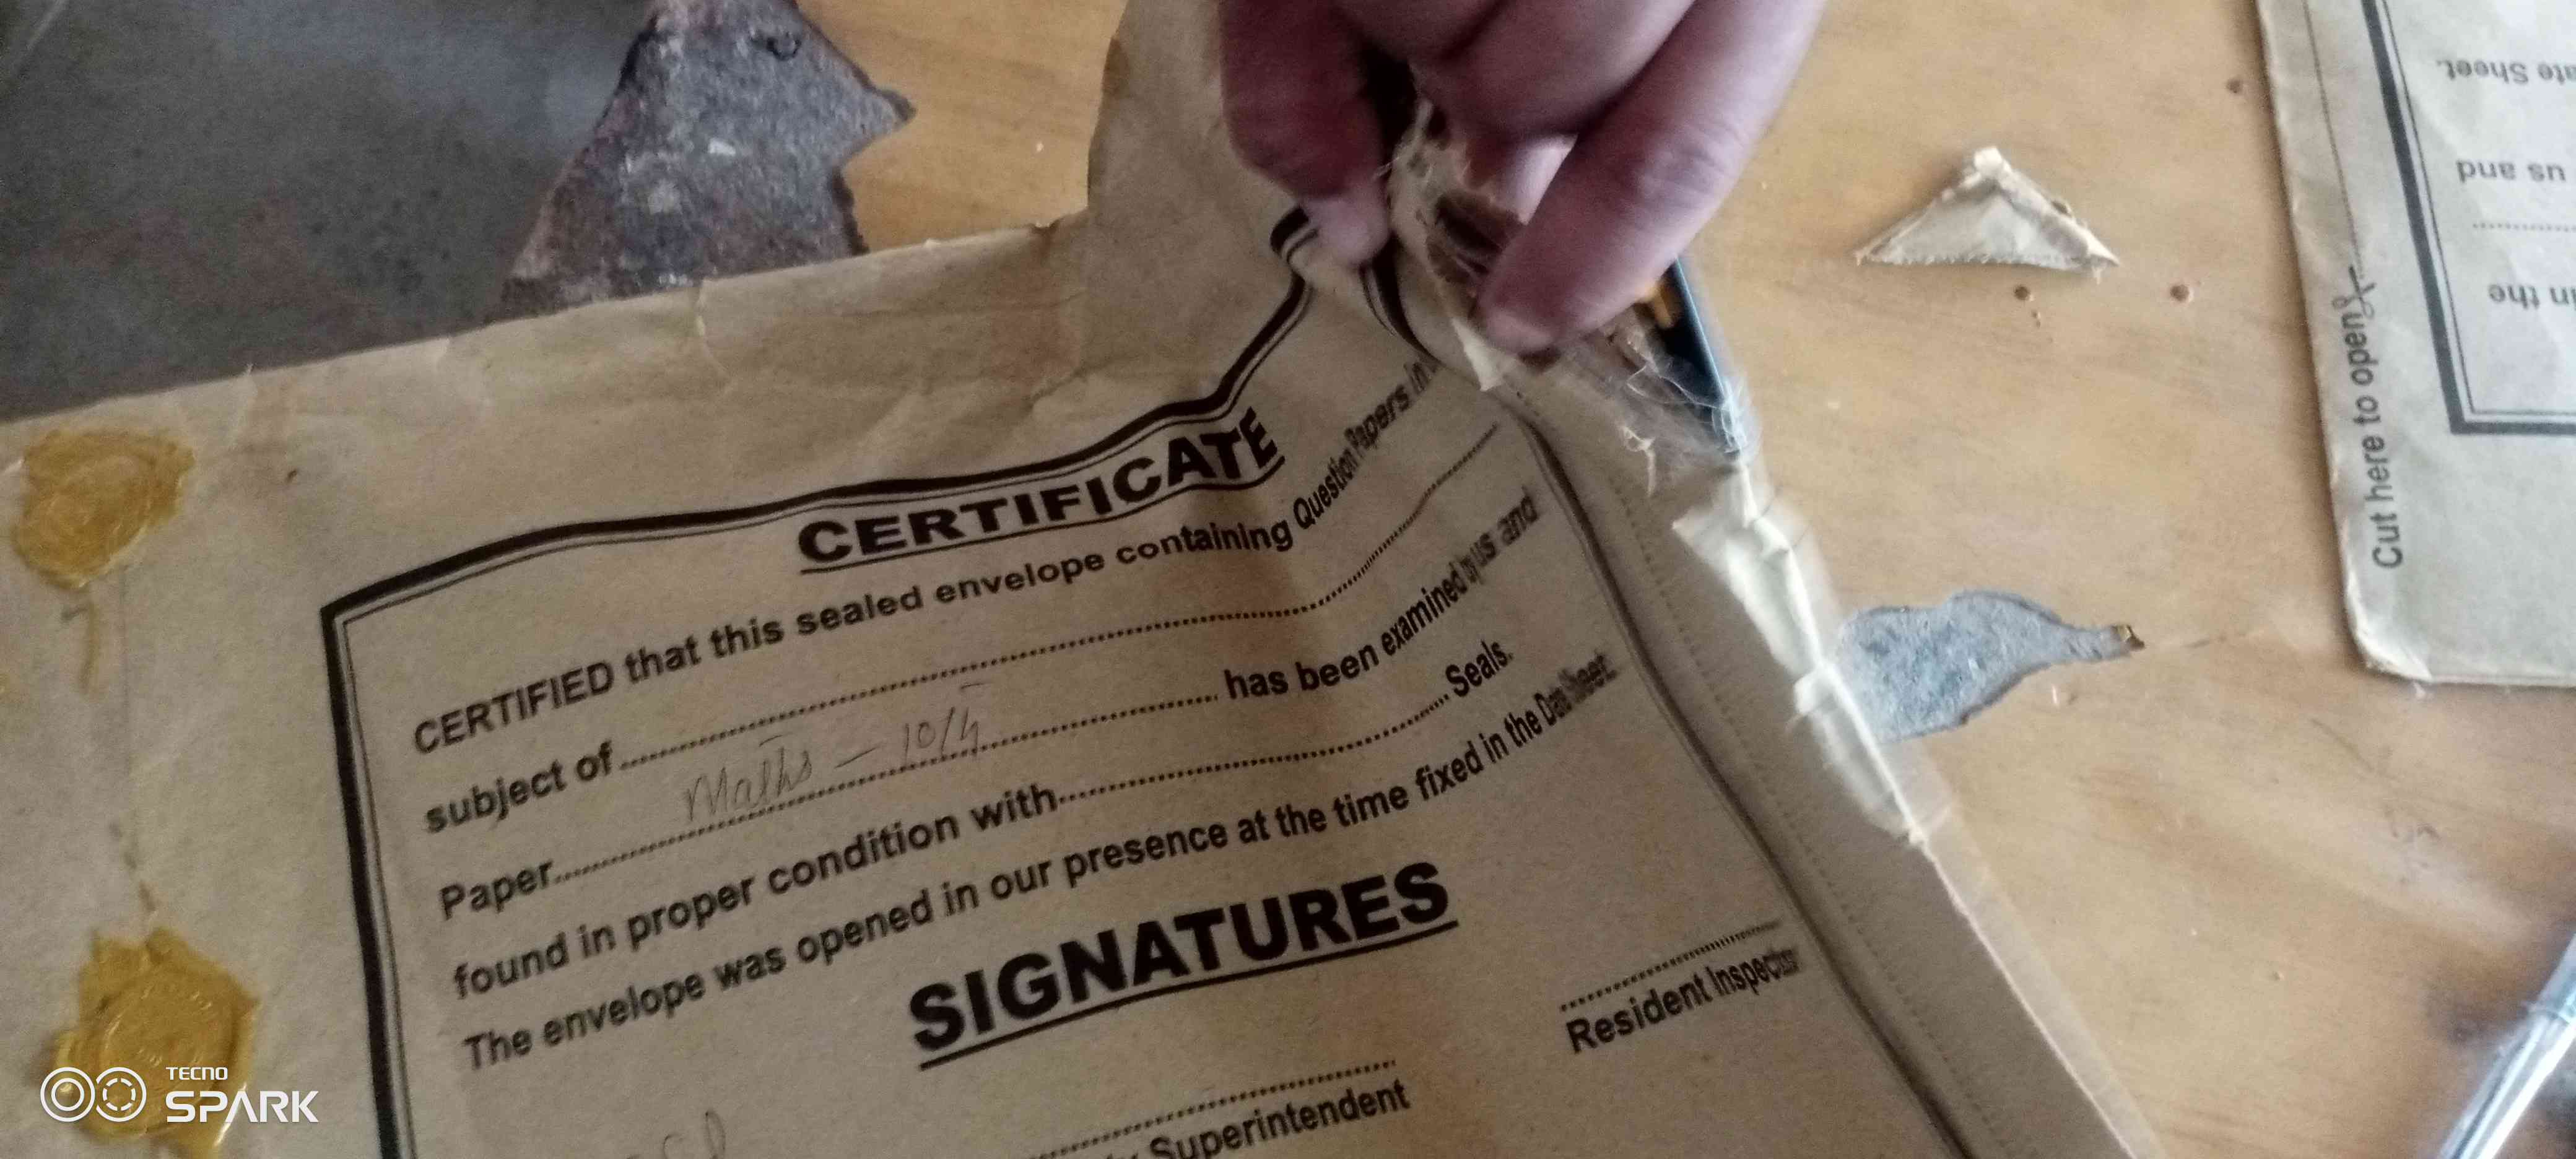 CERTIFICATE
CERTIFIED that this sealed envelope containing Question Papers in
subject of
Paper Maths - 10/ has been examined by us and
found in proper condition with Seals.
The envelope was opened in our presence at the time fixed in the Date Sheet.
SIGNATURES
Resident Inspector
Superintendent
Cut here to open
ate Sheet.
us and
in the
TECNO
SPARK